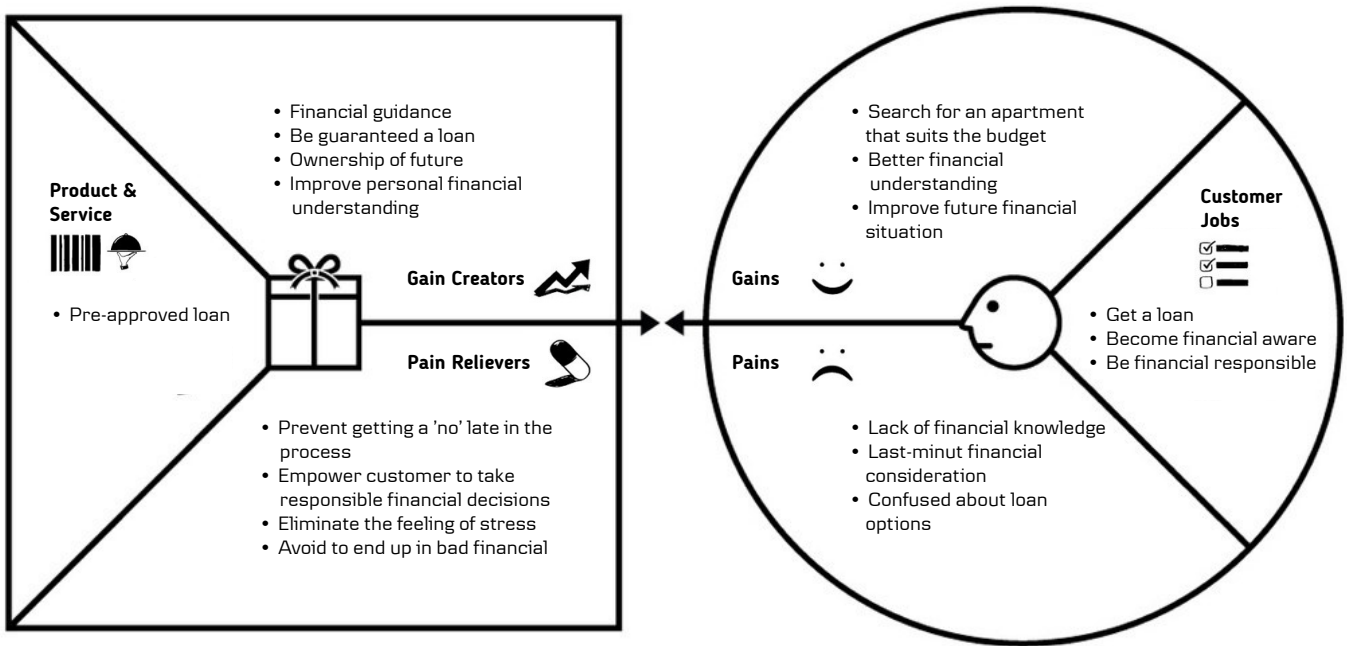 • Financial guidance
• Be guaranteed a loan
• Ownership of future
• Improve personal financial
understanding
Product &
Service
• Pre-approved loan
Gain Creators
Pain Relievers
• Prevent getting a 'no' late in the
process
• Empower customer to take
responsible financial decisions
• Eliminate the feeling of stress
• Avoid to end up in bad financial
• Search for an apartment
that suits the budget
• Better financial
understanding
• Improve future financial
situation
Gains
Pains
• Lack of financial knowledge
• Last-minut financial
consideration
• Confused about loan
options
Customer
Jobs
• Get a loan
• Become financial aware
• Be financial responsible